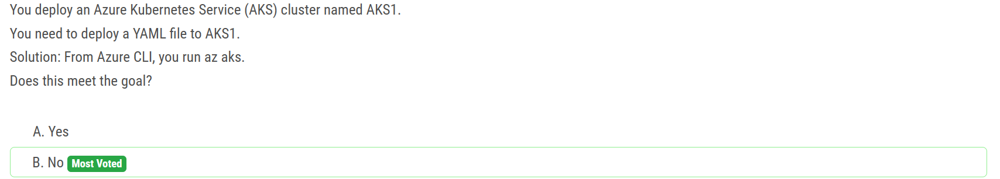 You deploy an Azure Kubernetes Service (AKS) cluster named AKS1.
You need to deploy a YAML file to AKS1.
Solution: From Azure CLI, you run az aks.
Does this meet the goal?
A. Yes
B. No Most Voted